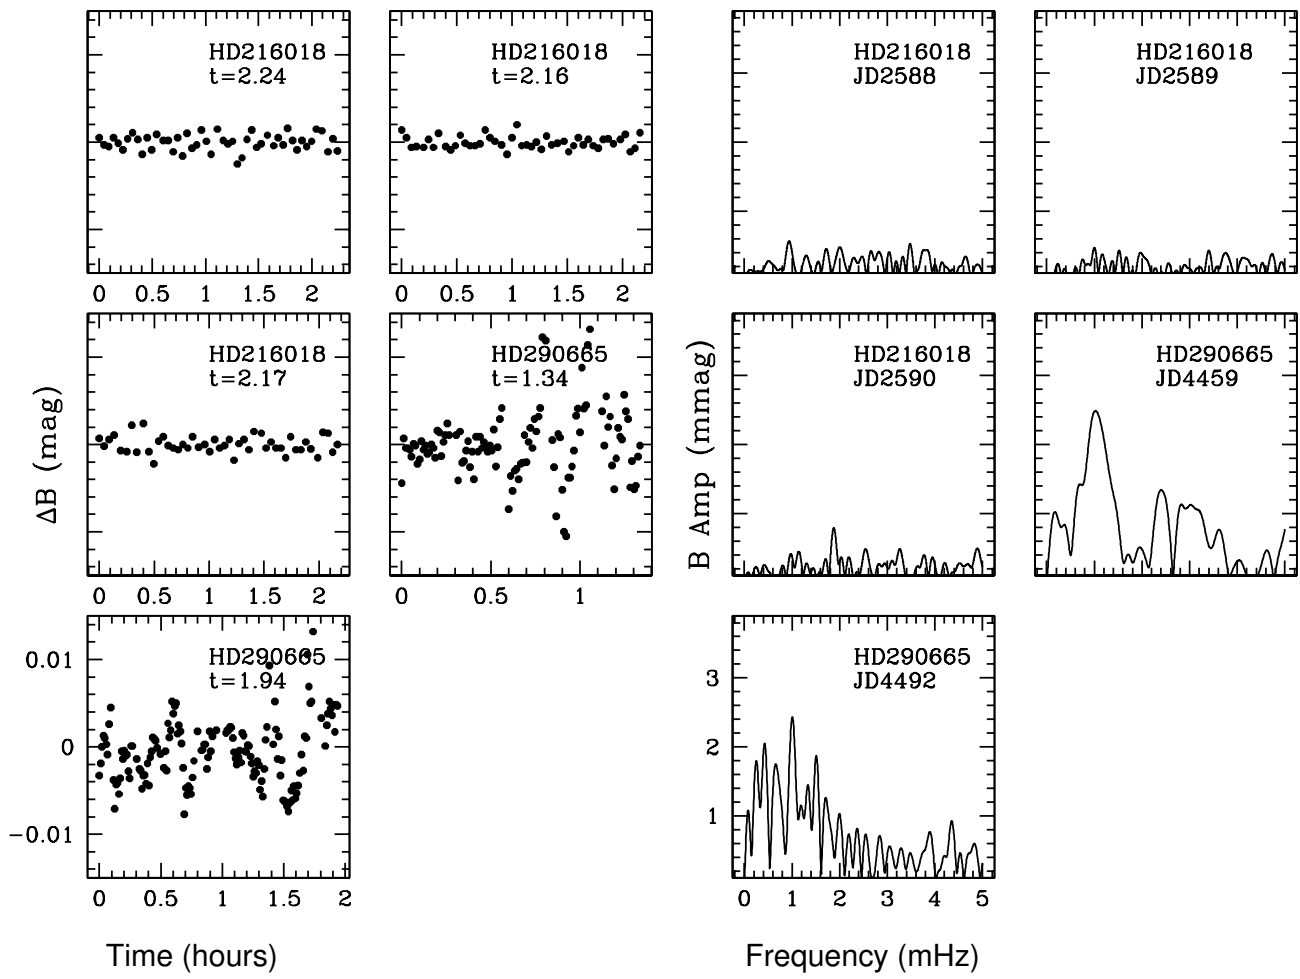 HD216018
t=2.24
HD216018
t=2.16
HD216018
JD2588
HD216018
JD2589
0 0.5 1 1.5 2
0 0.5 1 1.5 2
HD216018
t=2.17
HD290665
t=1.34
HD216018
JD2590
HD290665
JD4459
ΔB (mag)
B Amp (mmag)
0 0.5 1 1.5 2
0 0.5 1
HD290665
t=1.94
HD290665
JD4492
0.01
0
−0.01
3
2
1
0 0.5 1 1.5 2
0 1 2 3 4 5
Time (hours)
Frequency (mHz)